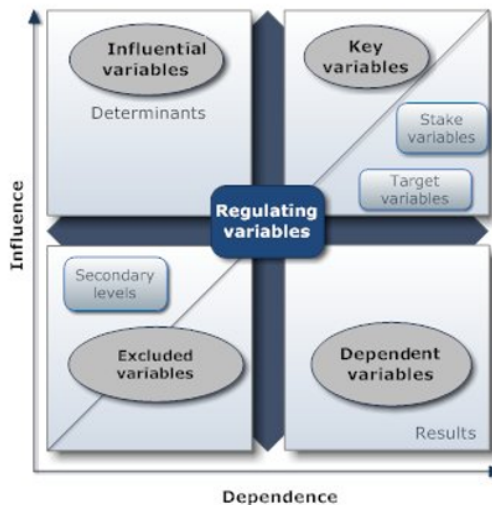 Influential
variables
Determinants
Key
variables
Stake
variables
Target
variables
Regulating
variables
Influence
Secondary
levels
Excluded
variables
Dependent
variables
Results
Dependence